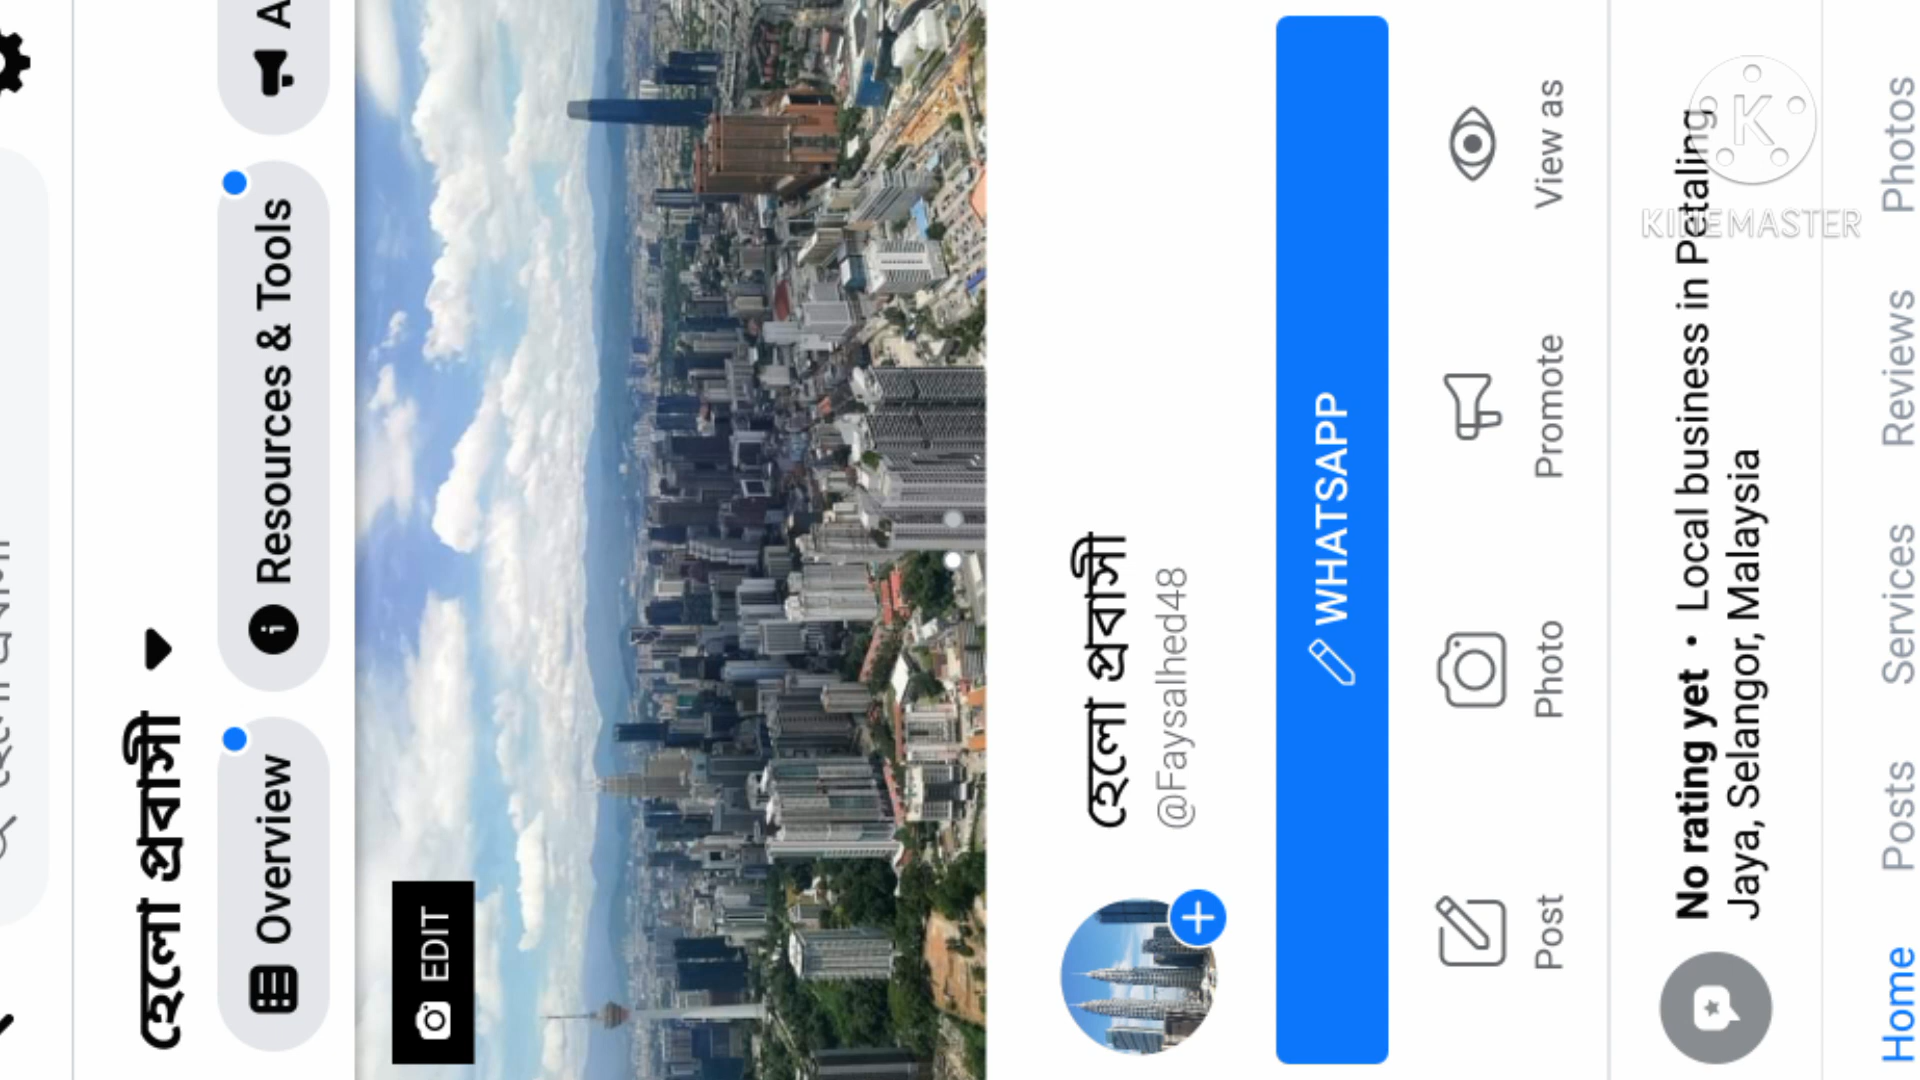 হেলো প্রবাসী
Overview
Resources & Tools
A
EDIT
হেলো প্রবাসী
@Faysalhed48
WHATSAPP
Post
Photo
Promote
View as
No rating yet · Local business in Petaling
Jaya, Selangor, Malaysia
Home
Posts
Services
Reviews
Photos
K
KINEMASTER